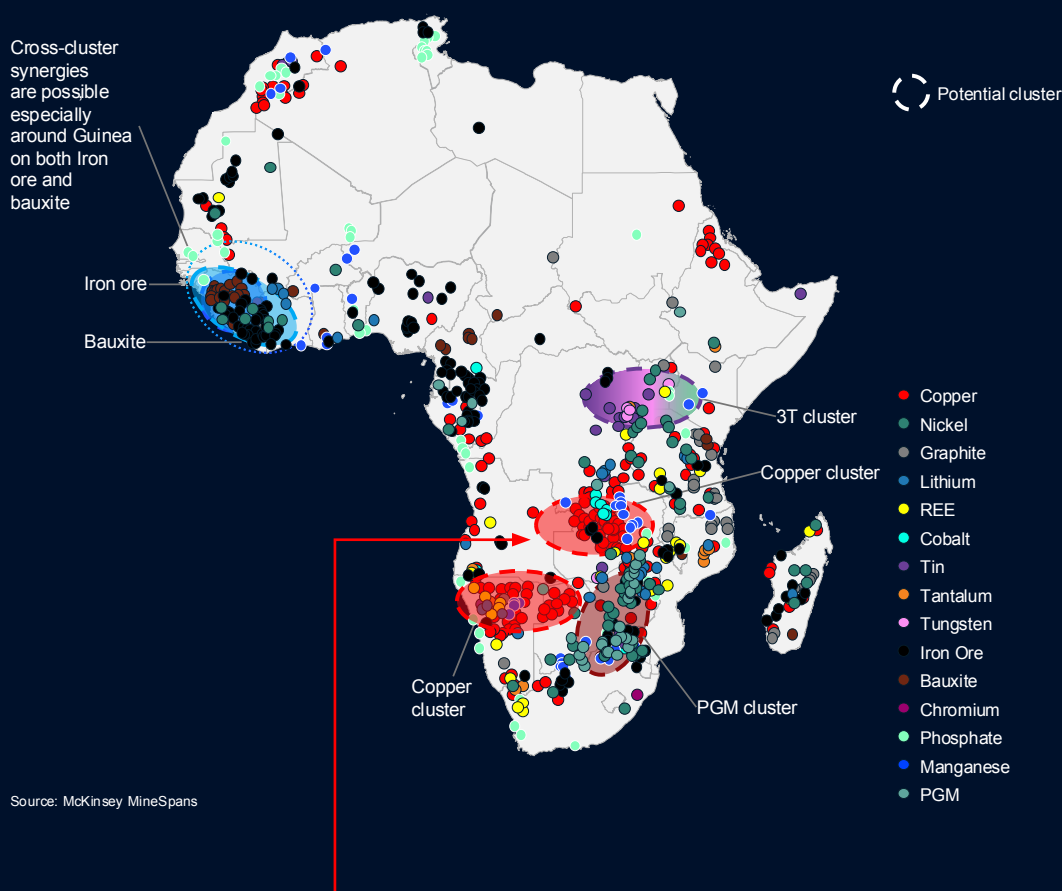 Cross-cluster
synergies
are possible
especially
around Guinea
on both Iron
ore and
bauxite
Potential cluster
Iron ore
Bauxite
3T cluster
Copper cluster
Copper
cluster
PGM cluster
Copper
Nickel
Graphite
Lithium
REE
Cobalt
Tin
Tantalum
Tungsten
Iron Ore
Bauxite
Chromium
Phosphate
Manganese
PGM
Source: McKinsey MineSpans